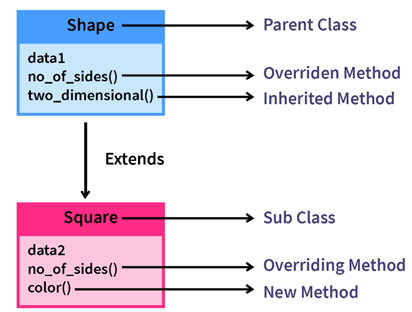 Shape Parent Class
data1
no_of_sides() Overriden Method
two_dimensional() Inherited Method
Extends
Square Sub Class
data2
no_of_sides() Overriding Method
color() New Method